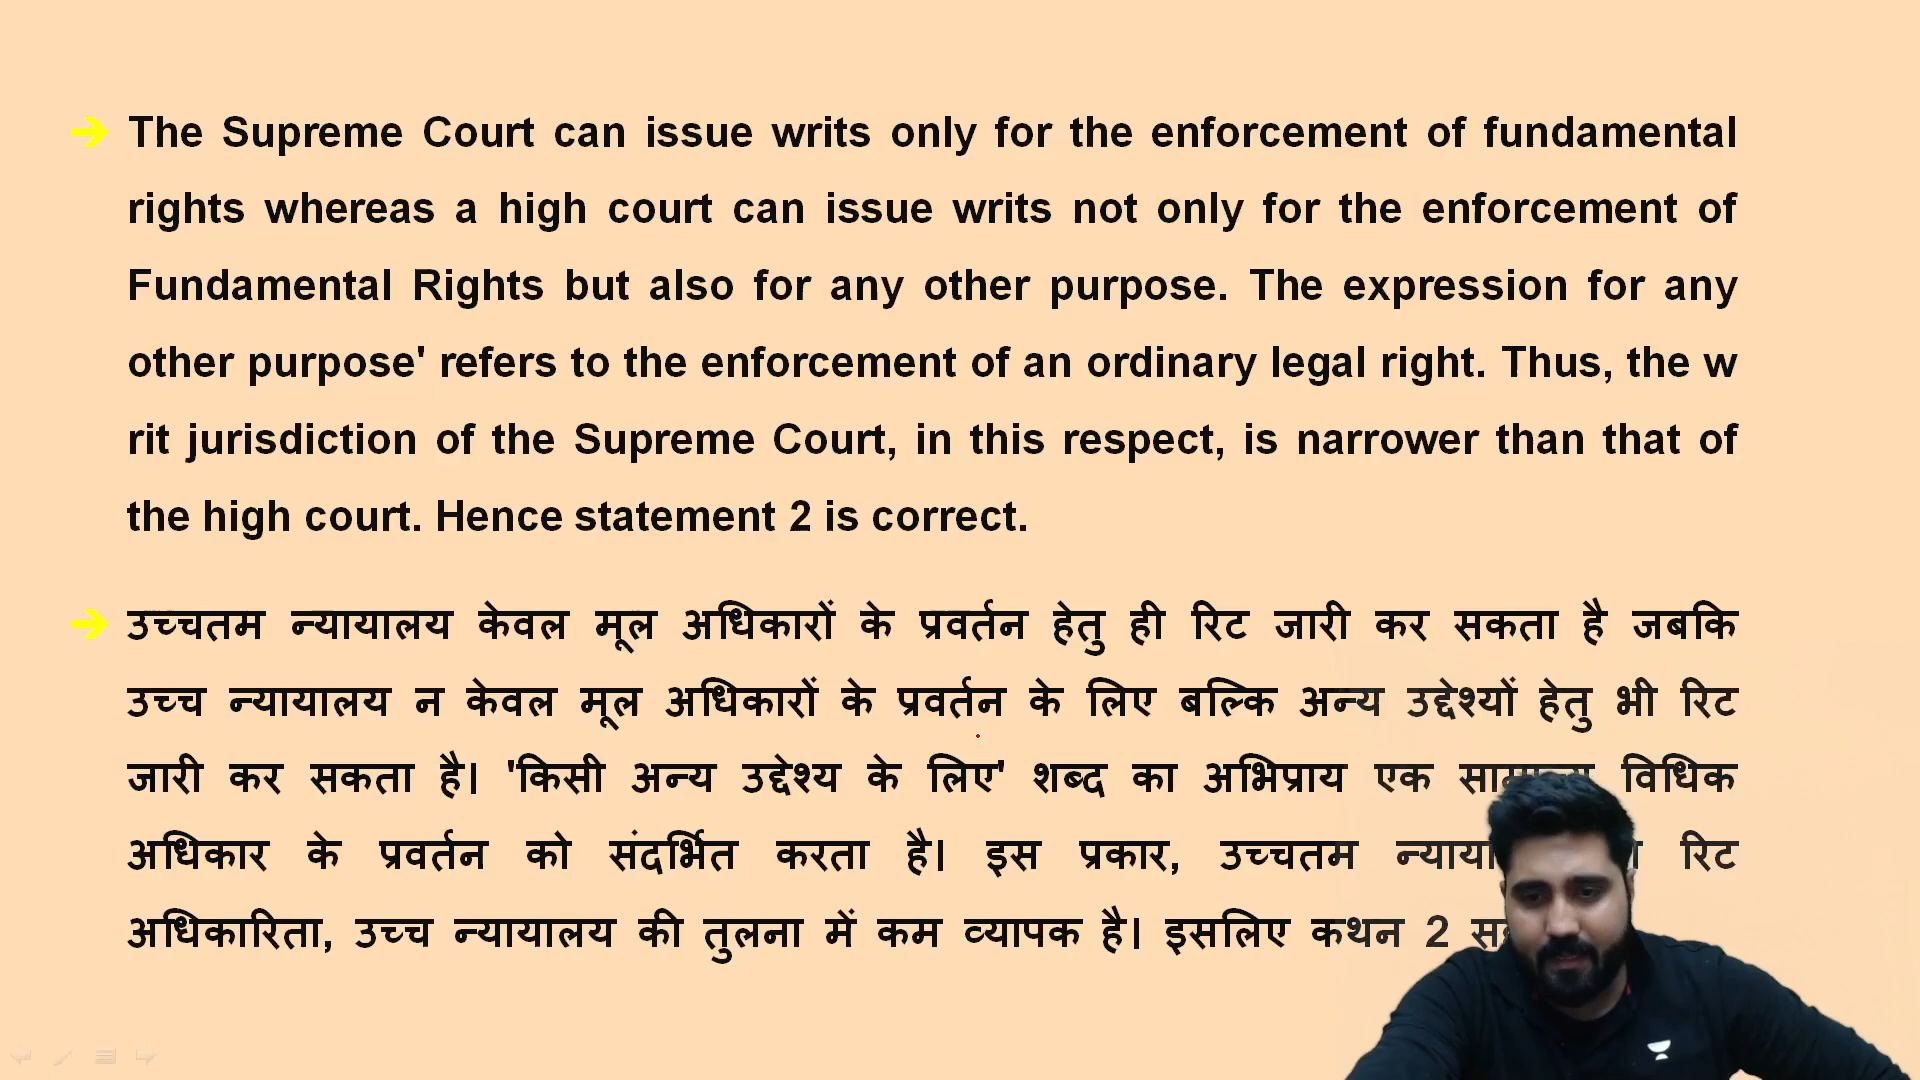 The Supreme Court can issue writs only for the enforcement of fundamental
rights whereas a high court can issue writs not only for the enforcement of
Fundamental Rights but also for any other purpose. The expression for any
other purpose' refers to the enforcement of an ordinary legal right. Thus, the w
rit jurisdiction of the Supreme Court, in this respect, is narrower than that of
the high court. Hence statement 2 is correct.
उच्चतम न्यायालय केवल मूल अधिकारों के प्रवर्तन हेतु ही रिट जारी कर सकता है जबकि
उच्च न्यायालय न केवल मूल अधिकारों के प्रवर्तन के लिए बल्कि अन्य उद्देश्यों हेतु भी रिट
जारी कर सकता है। 'किसी अन्य उद्देश्य के लिए' शब्द का अभिप्राय एक विधिक
अधिकार के प्रवर्तन को संदर्भित करता है। इस प्रकार, उच्चतम रिट
अधिकारिता, उच्च न्यायालय की तुलना में कम व्यापक है। इसलिए कथन 2